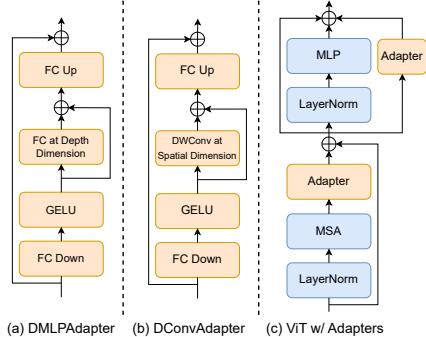 FC Up
FC at Depth
Dimension
GELU
FC Down
(a) DMLPAdapter
FC Up
DWConv at
Spatial Dimension
GELU
FC Down
(b) DConvAdapter
MLP
Adapter
LayerNorm
Adapter
MSA
LayerNorm
(c) ViT w/ Adapters